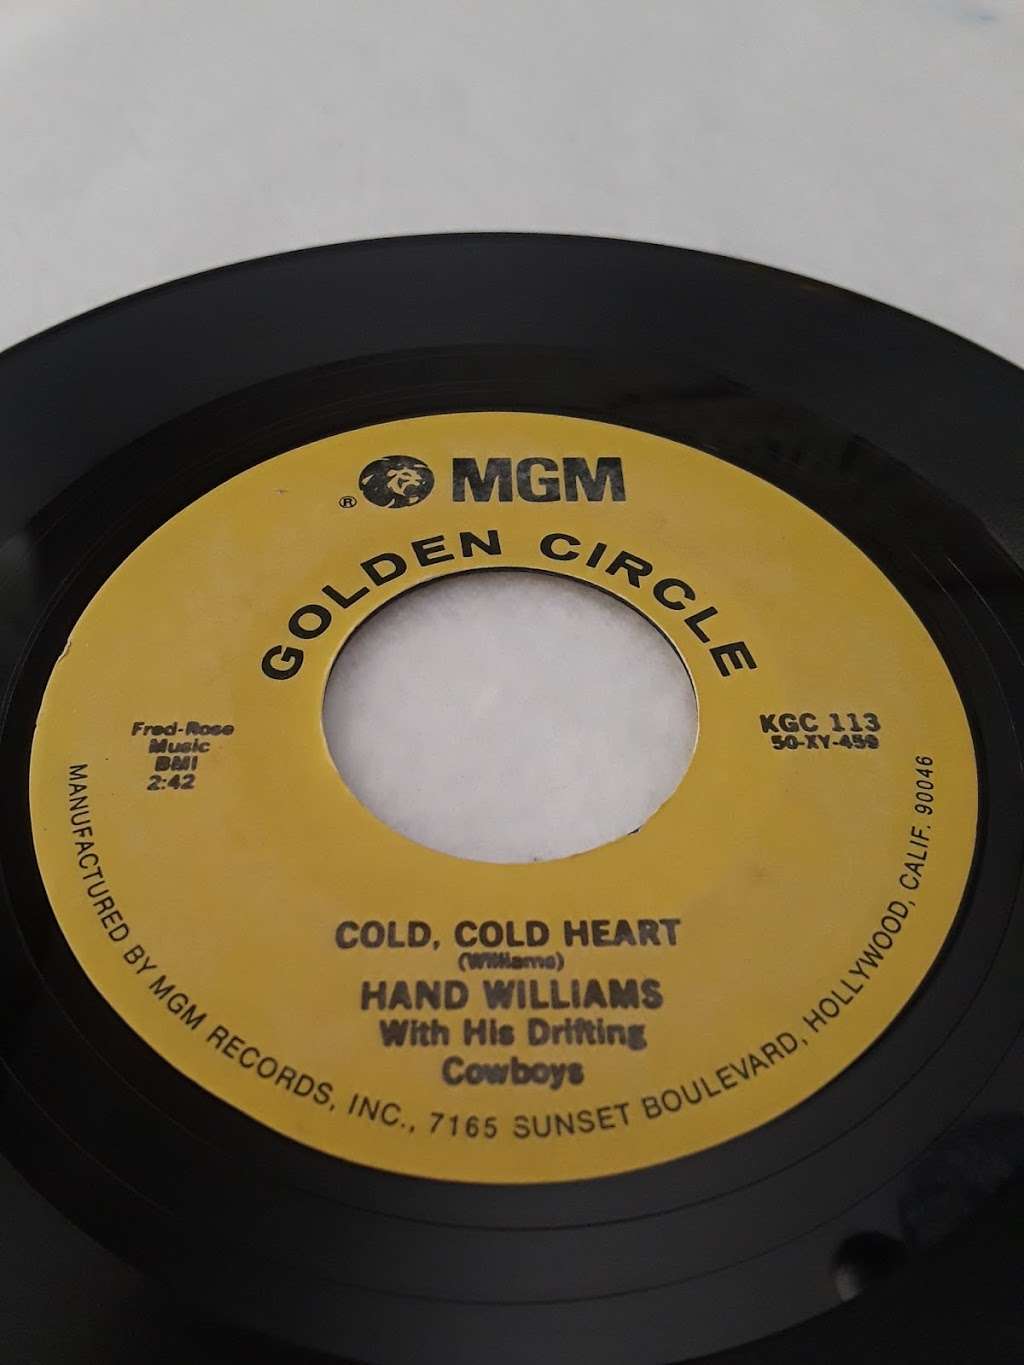 ® MGM
GOLDEN CIRCLE
Fred-Rose
Music
BMI
2:42
KGC 113
50-XY-459
COLD, COLD HEART
(Williams)
HAND WILLIAMS
With His Drifting
Cowboys
MANUFACTURED BY MGM RECORDS, INC., 7165 SUNSET BOULEVARD, HOLLYWOOD, CALIF. 90046